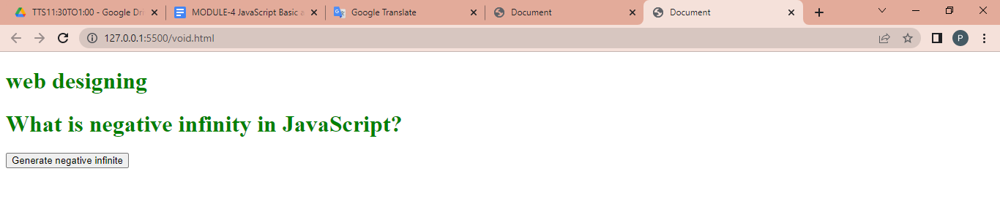 TTS11:30TO1:00 - Google Dri
MODULE-4 JavaScript Basic a
Google Translate
Document
Document
127.0.0.1:5500/void.html
P
web designing
What is negative infinity in JavaScript?
Generate negative infinite